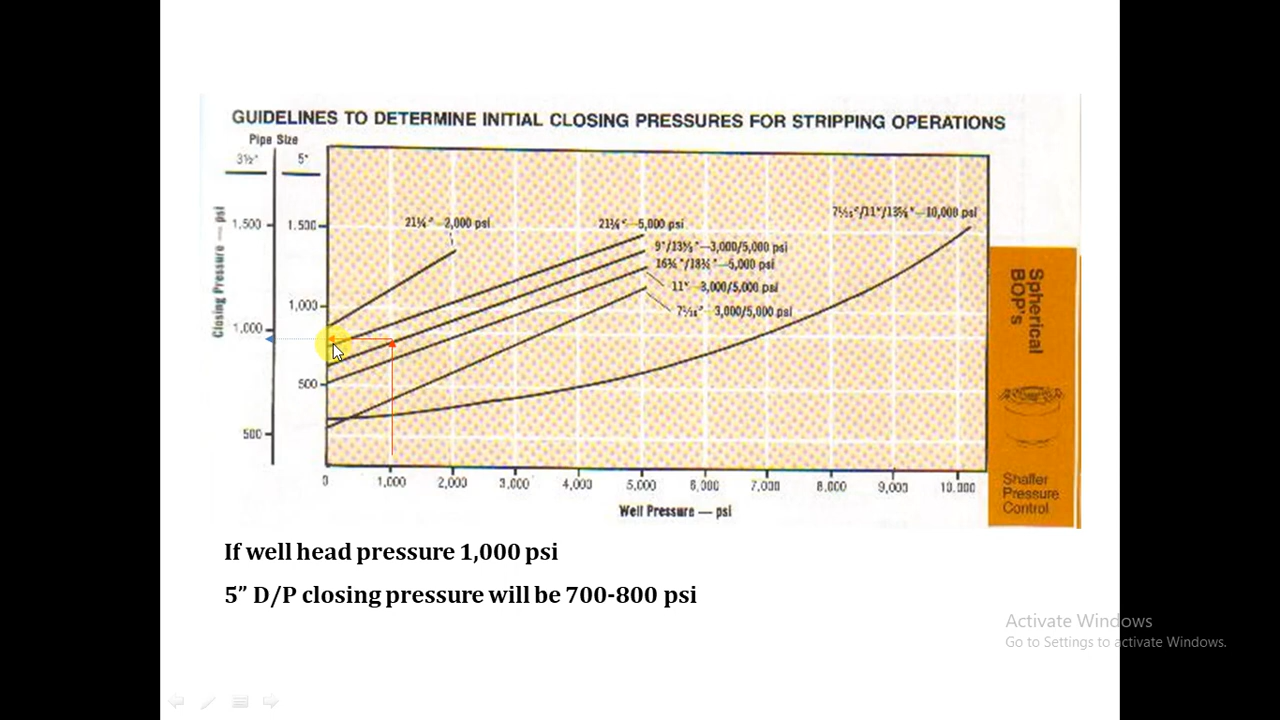 GUIDELINES TO DETERMINE INITIAL CLOSING PRESSURES FOR STRIPPING OPERATIONS
Pipe Size
3½" 5"
Closing Pressure — psi
1,500 1,500
1,000
1,000
500
500
21¼"—2,000 psi
21¼"—5,000 psi
7 1/16"/11"/13⅝"—10,000 psi
9"/13⅝"—3,000/5,000 psi
16¾"/18¾"—5,000 psi
11"—3,000/5,000 psi
7 1/16"—3,000/5,000 psi
0 1,000 2,000 3,000 4,000 5,000 6,000 7,000 8,000 9,000 10,000
Well Pressure — psi
Spherical
BOP's
Shaffer
Pressure
Control
If well head pressure 1,000 psi
5” D/P closing pressure will be 700-800 psi
Activate Windows
Go to Settings to activate Windows.